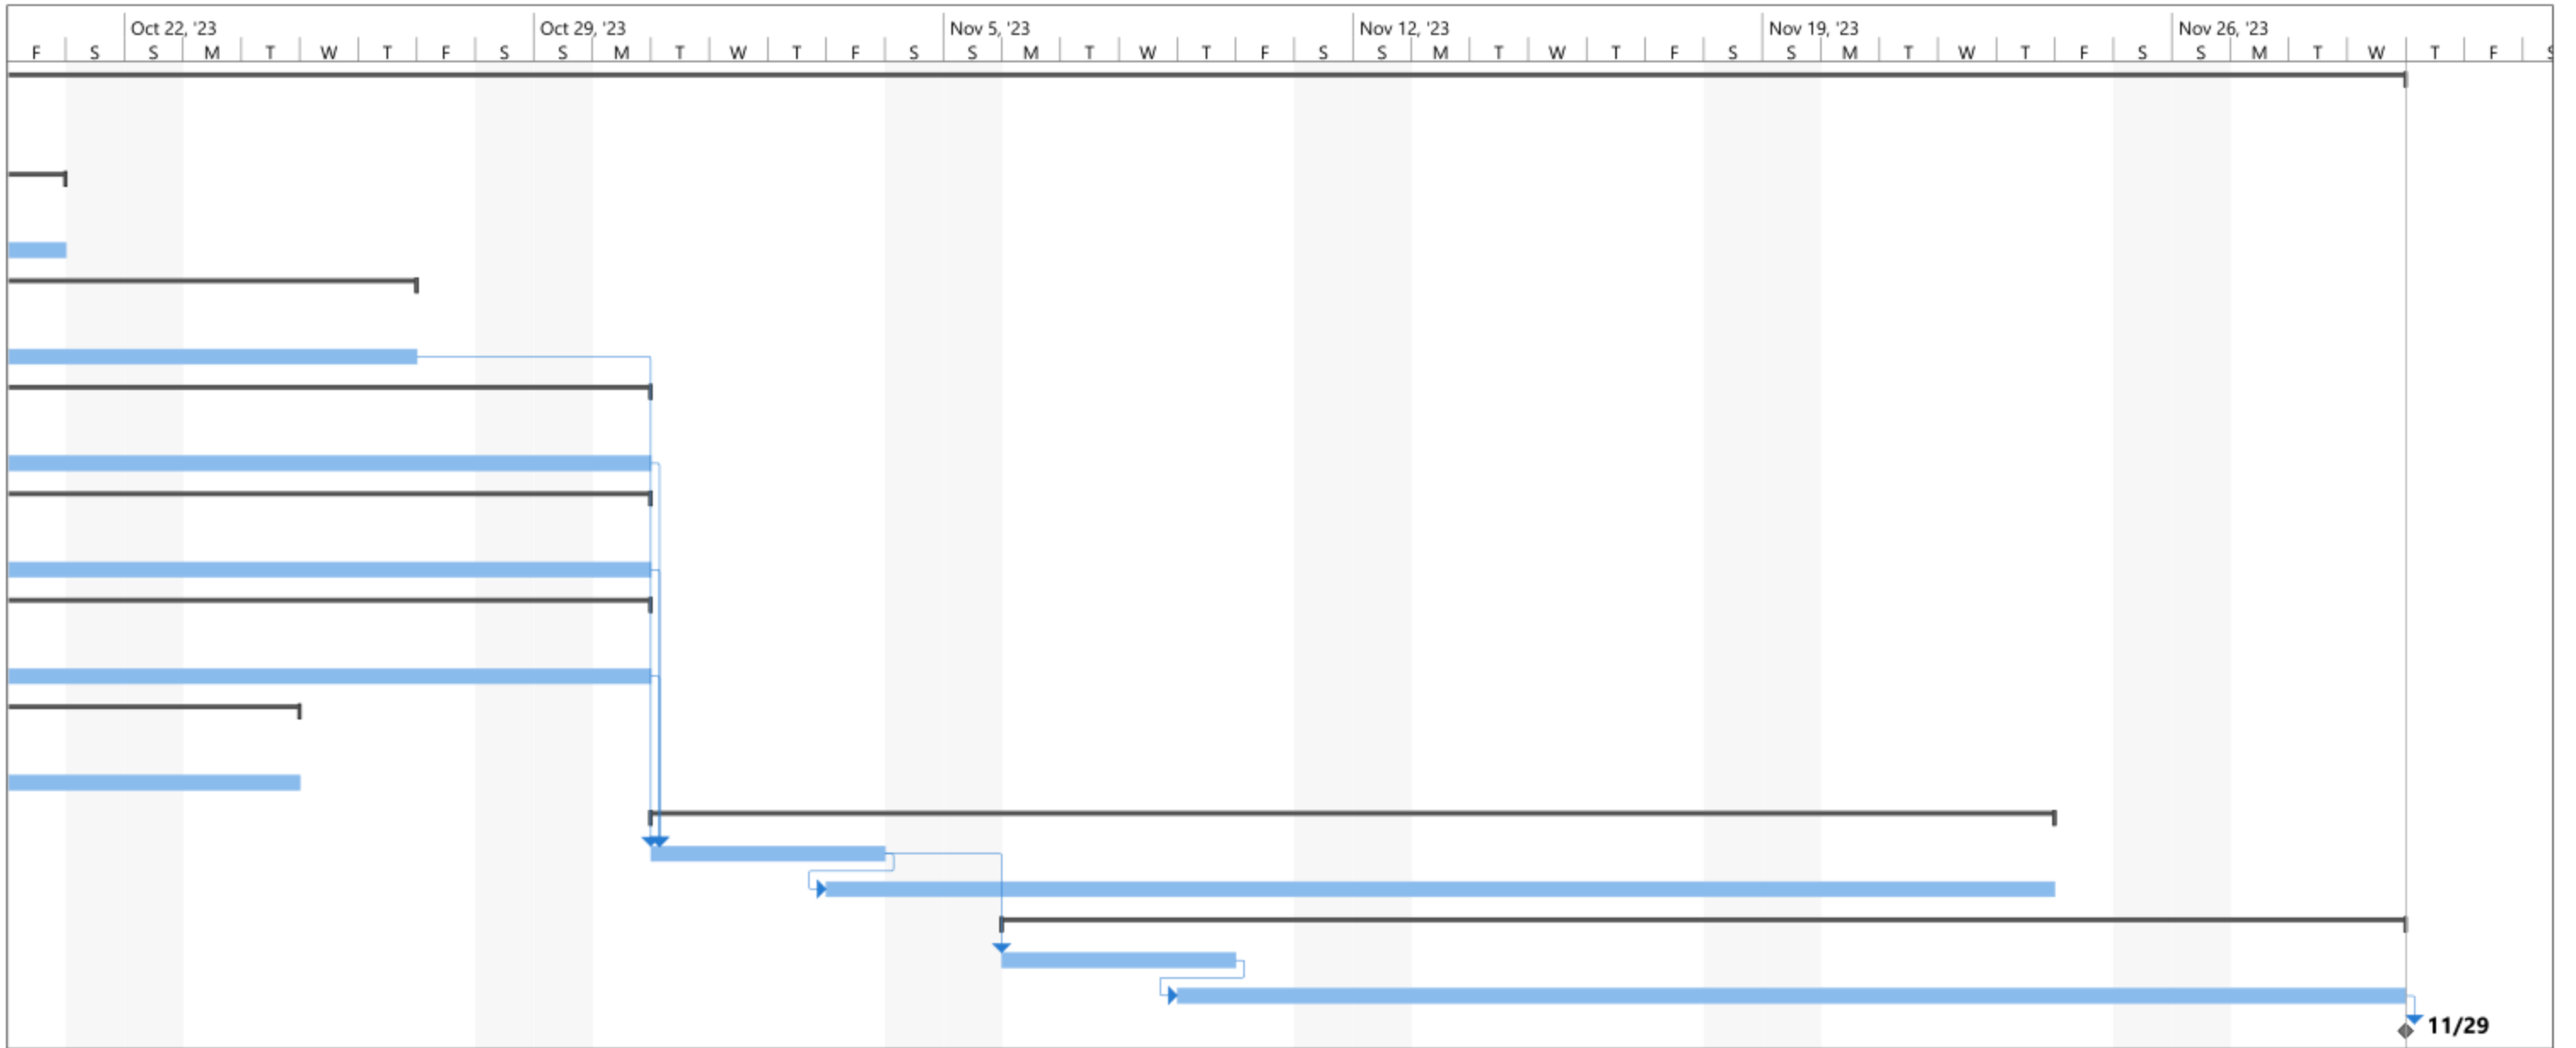 Oct 22, '23 Oct 29, '23 Nov 5, '23 Nov 12, '23 Nov 19, '23 Nov 26, '23
F S S M T W T F S S M T W T F S S M T W T F S S M T W T F S S M T W T F S S M T W T F S
11/29